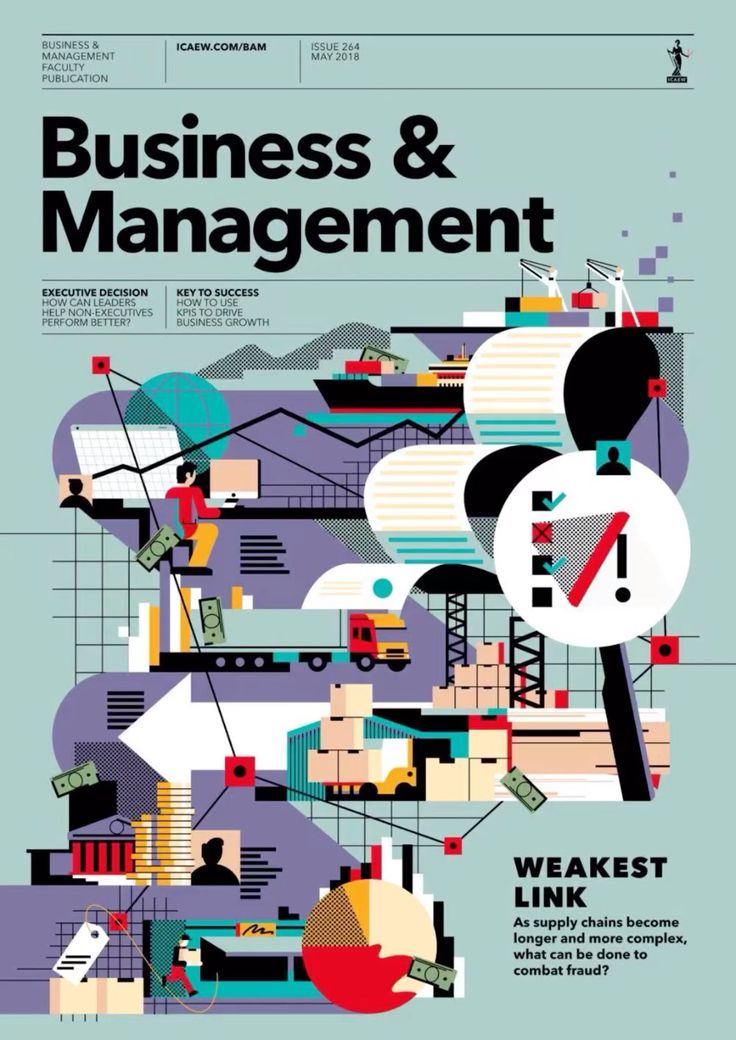 BUSINESS &
MANAGEMENT
FACULTY
PUBLICATION
ICAEW.COM/BAM
ISSUE 264
MAY 2018
ICAEW
Business &
Management
EXECUTIVE DECISION
HOW CAN LEADERS
HELP NON-EXECUTIVES
PERFORM BETTER?
KEY TO SUCCESS
HOW TO USE
KPIS TO DRIVE
BUSINESS GROWTH
!
WEAKEST
LINK
As supply chains become
longer and more complex,
what can be done to
combat fraud?